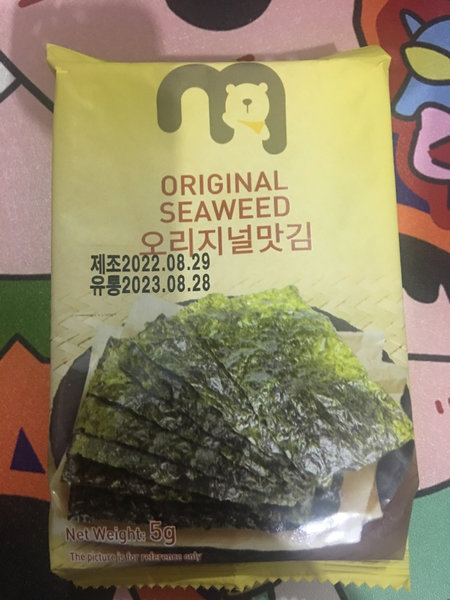 ORIGINAL
SEAWEED
오리지널맛김
제조2022.08.29
유통2023.08.28
Net Weight: 5g
The picture is for reference only